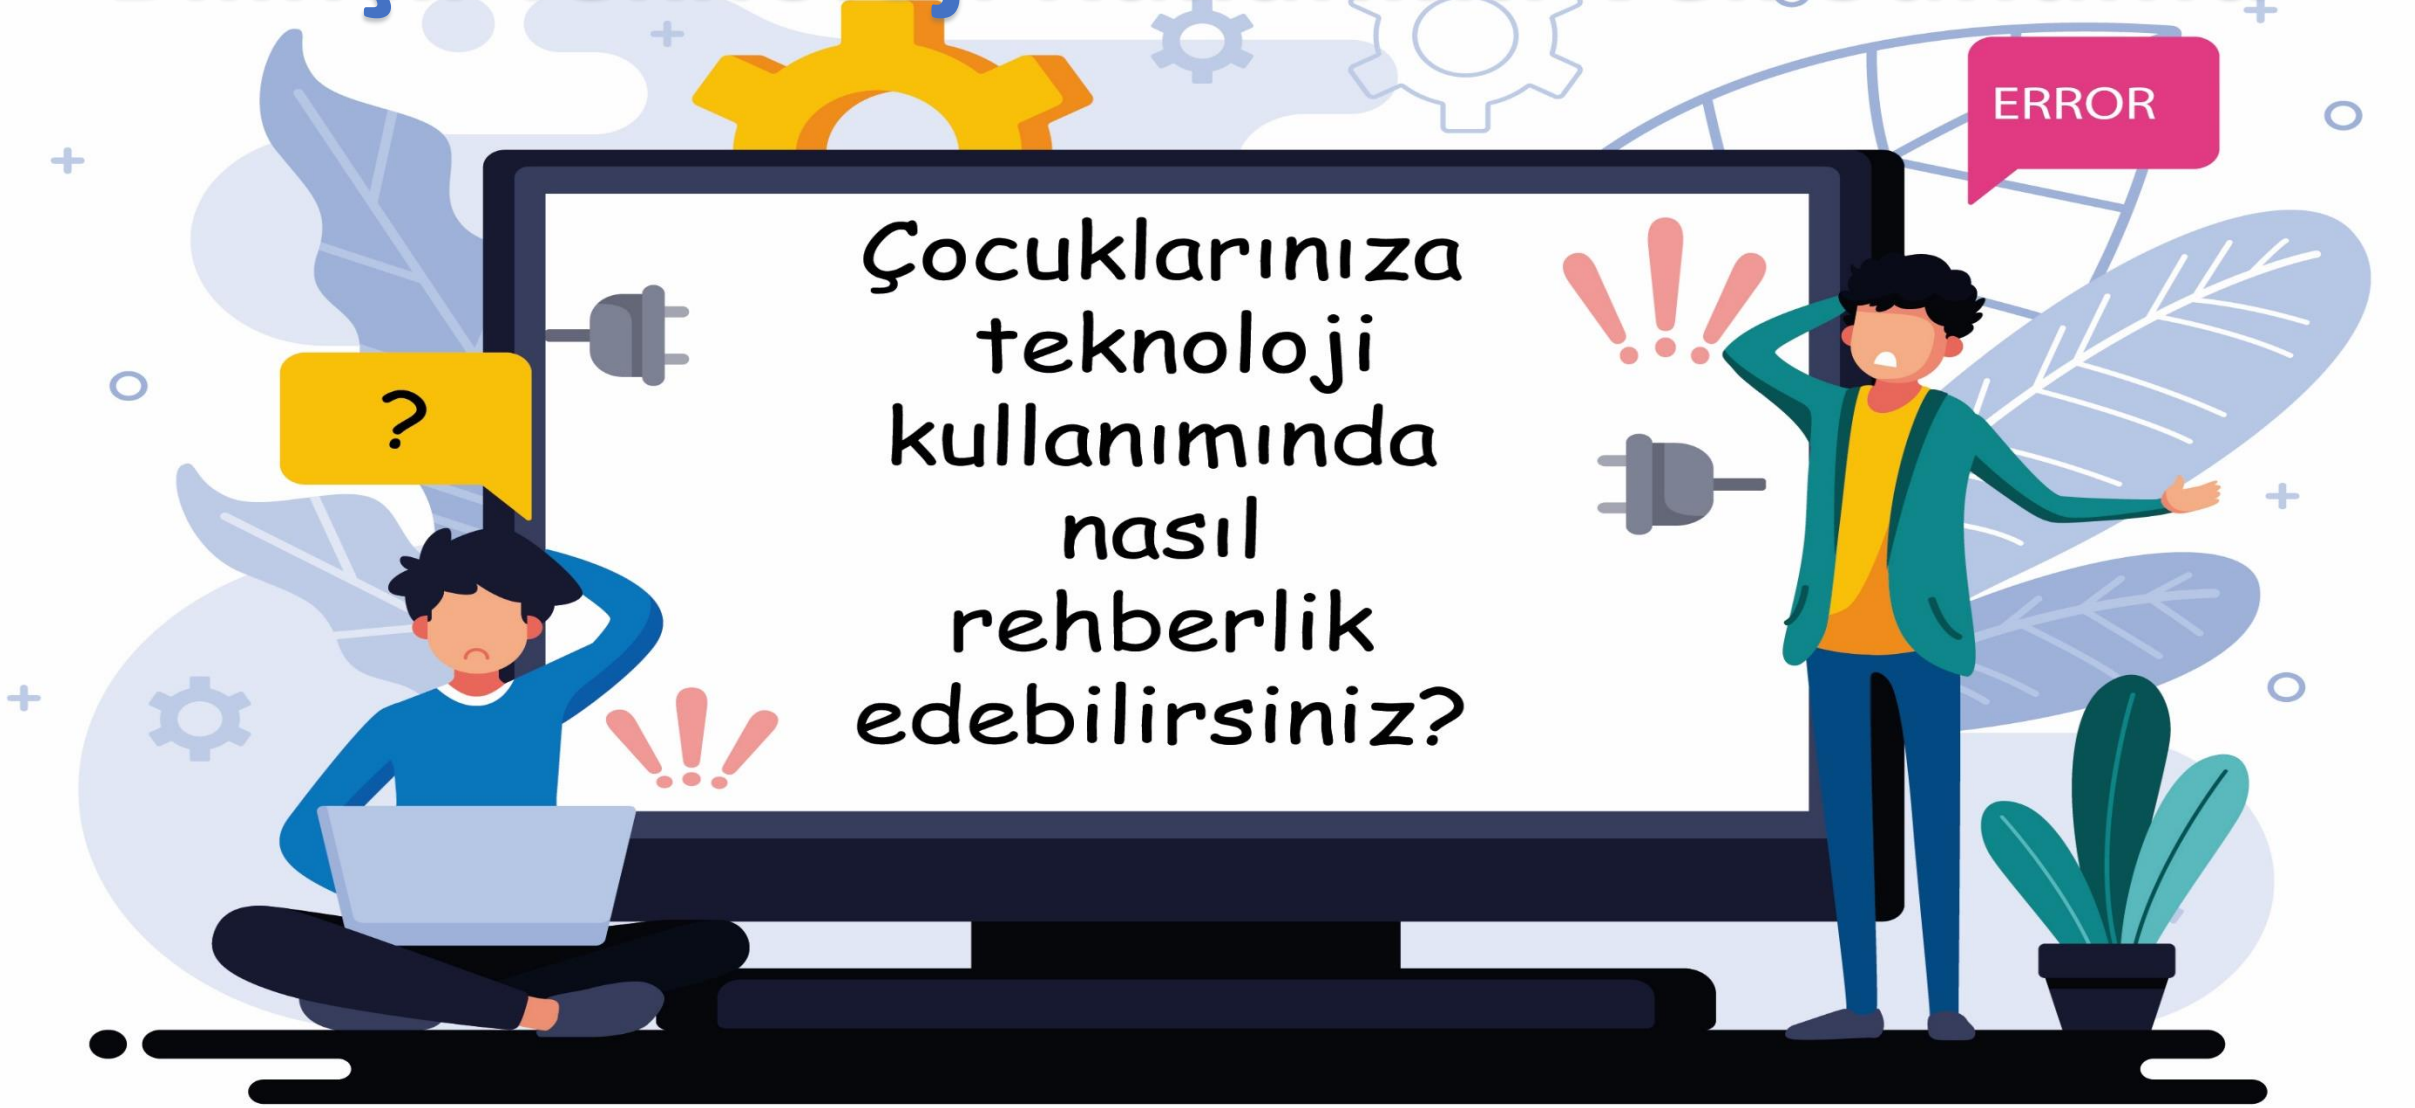 ERROR
Çocuklarınıza
teknoloji
kullanımında
nasıl
rehberlik
edebilirsiniz?
?